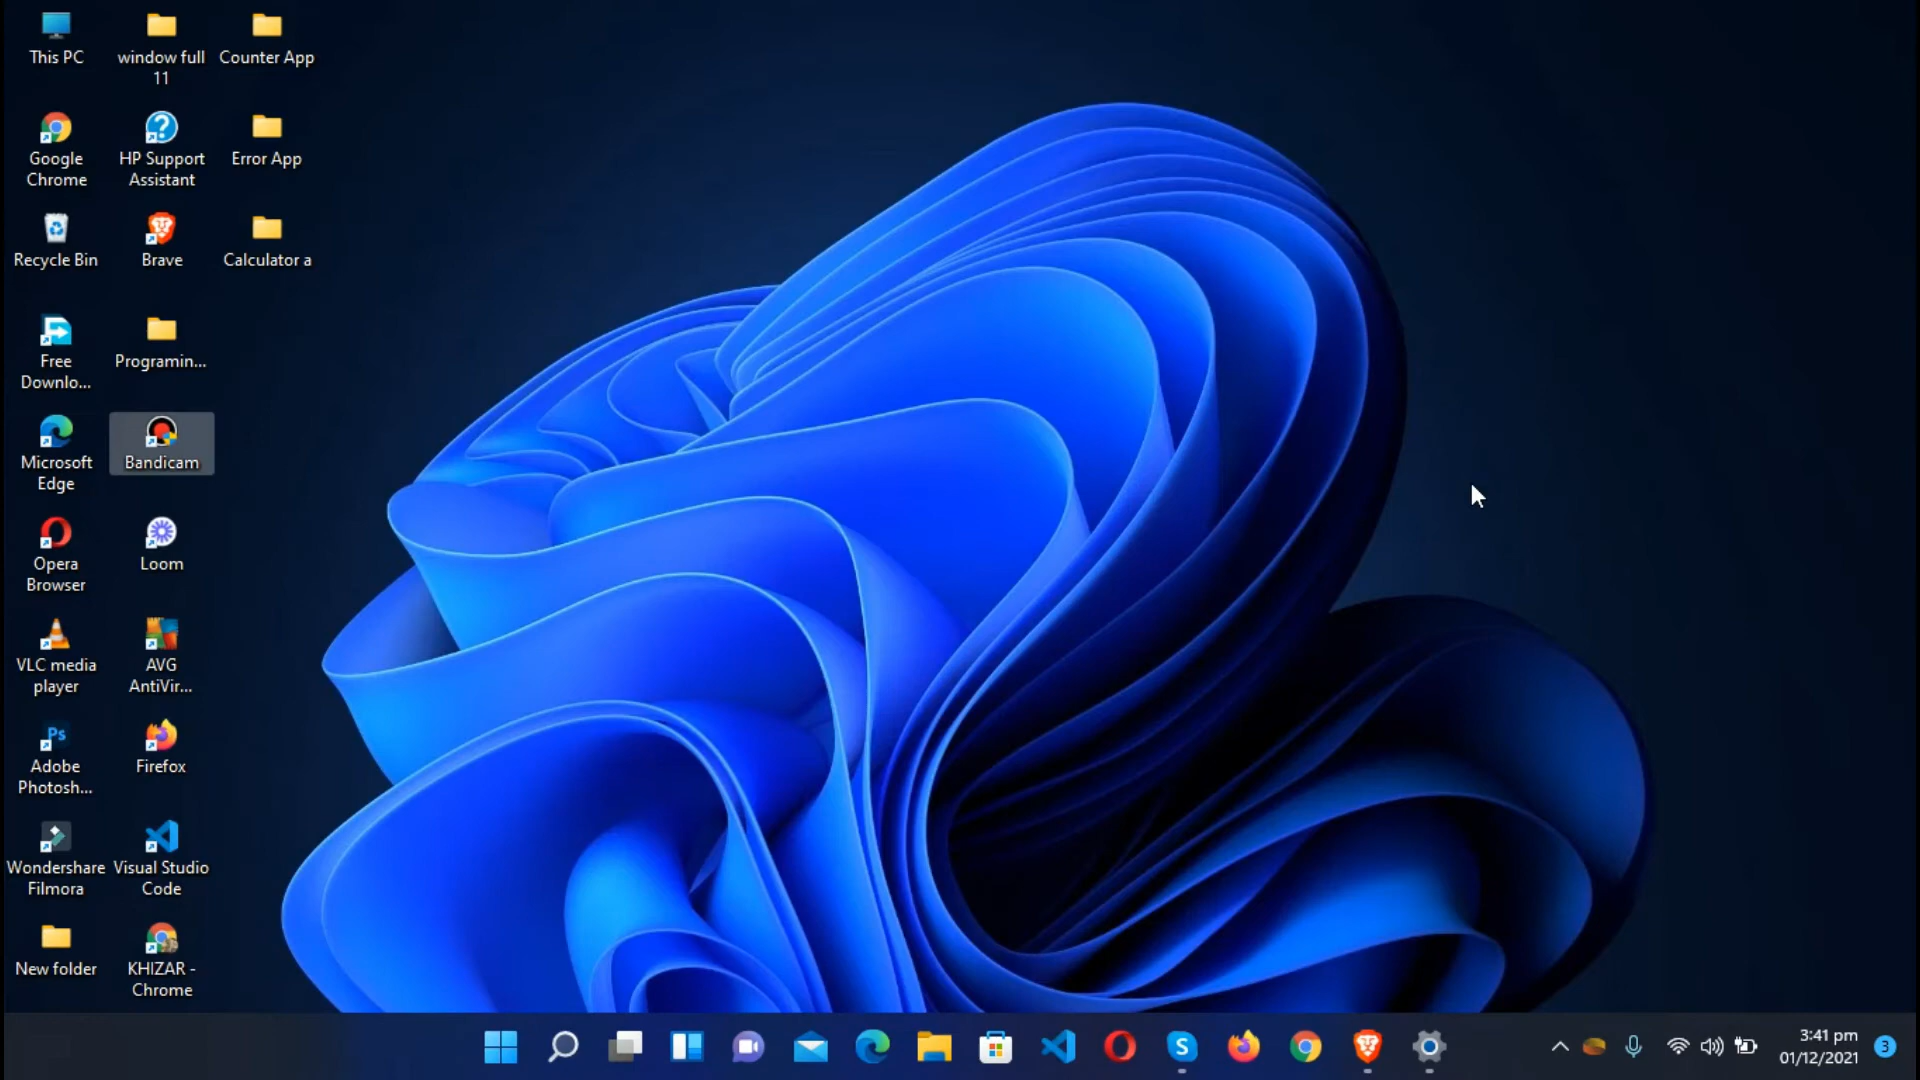 This PC
window full
11
Counter App
Google
Chrome
HP Support
Assistant
Error App
Recycle Bin
Brave
Calculator a
Free
Downlo...
Programin...
Microsoft
Edge
Bandicam
Opera
Browser
Loom
VLC media
player
AVG
AntiVir...
Ps
Adobe
Photosh...
Firefox
Wondershare
Filmora
Visual Studio
Code
New folder
KHIZAR -
Chrome
3:41 pm
01/12/2021
3